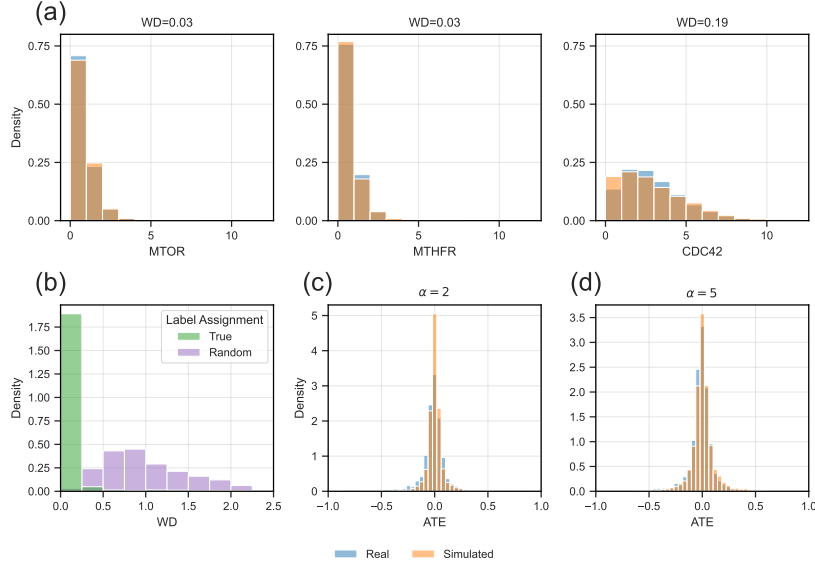 (a)
WD=0.03
WD=0.03
WD=0.19
Density
0.75
0.50
0.25
0.00
0
5
10
MTOR
0.75
0.50
0.25
0.00
0
5
10
MTHFR
0.75
0.50
0.25
0.00
0
5
10
CDC42
(b)
Density
1.75
1.50
1.25
1.00
0.75
0.50
0.25
0.00
0.0
0.5
1.0
1.5
2.0
2.5
WD
Label Assignment
True
Random
(c)
α = 2
Density
5
4
3
2
1
0
−1.0
−0.5
0.0
0.5
1.0
ATE
(d)
α = 5
Density
3.5
3.0
2.5
2.0
1.5
1.0
0.5
0.0
−1.0
−0.5
0.0
0.5
1.0
ATE
Real
Simulated